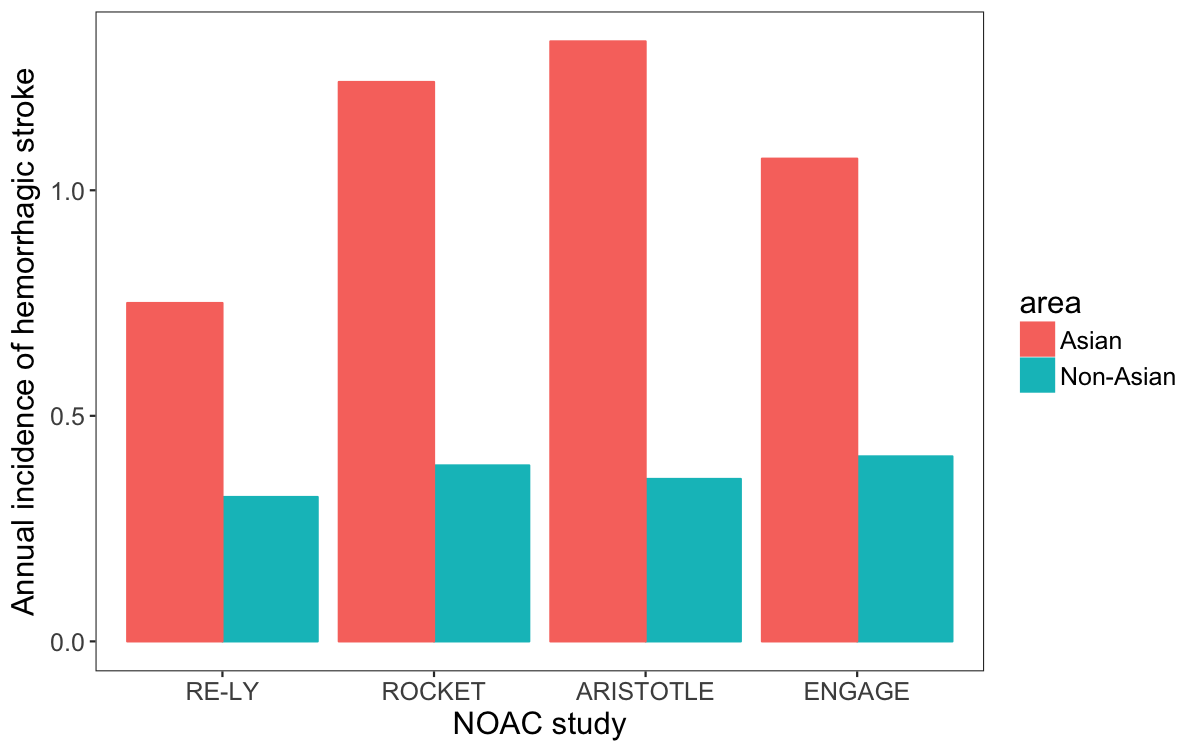 Annual incidence of hemorrhagic stroke
1.0
0.5
0.0
RE-LY ROCKET ARISTOTLE ENGAGE
NOAC study
area
Asian
Non-Asian